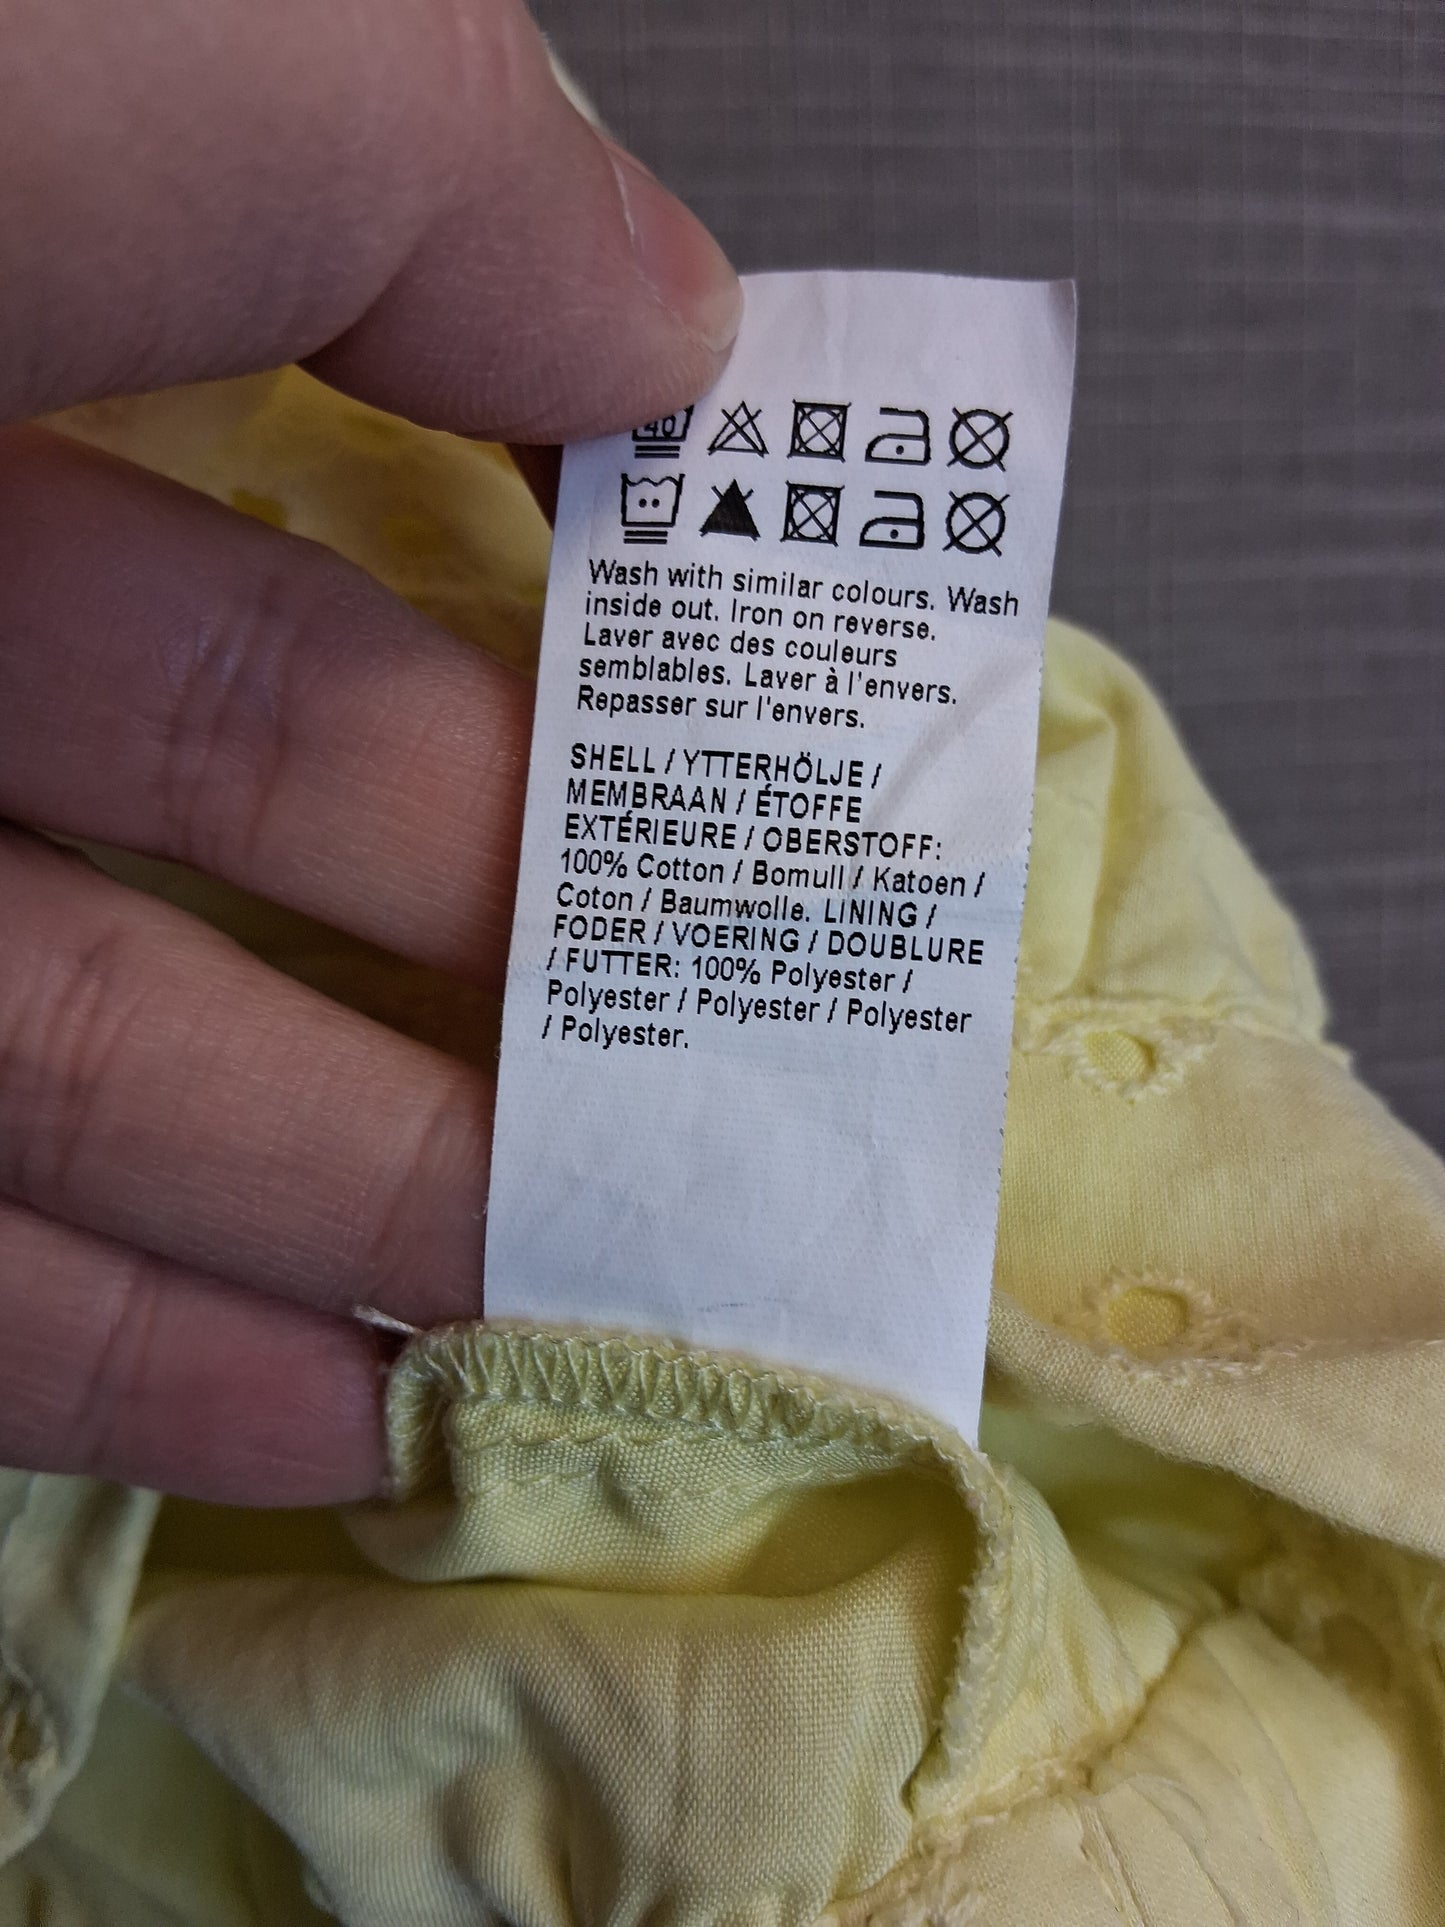 40
Wash with similar colours. Wash
inside out. Iron on reverse.
Laver avec des couleurs
semblables. Laver à l'envers.
Repasser sur l'envers.
SHELL / YTTERHÖLJE /
MEMBRAAN / ÉTOFFE
EXTÉRIEURE / OBERSTOFF:
100% Cotton / Bomull / Katoen /
Coton / Baumwolle. LINING /
FODER / VOERING / DOUBLURE
/ FUTTER: 100% Polyester /
Polyester / Polyester / Polyester
/ Polyester.